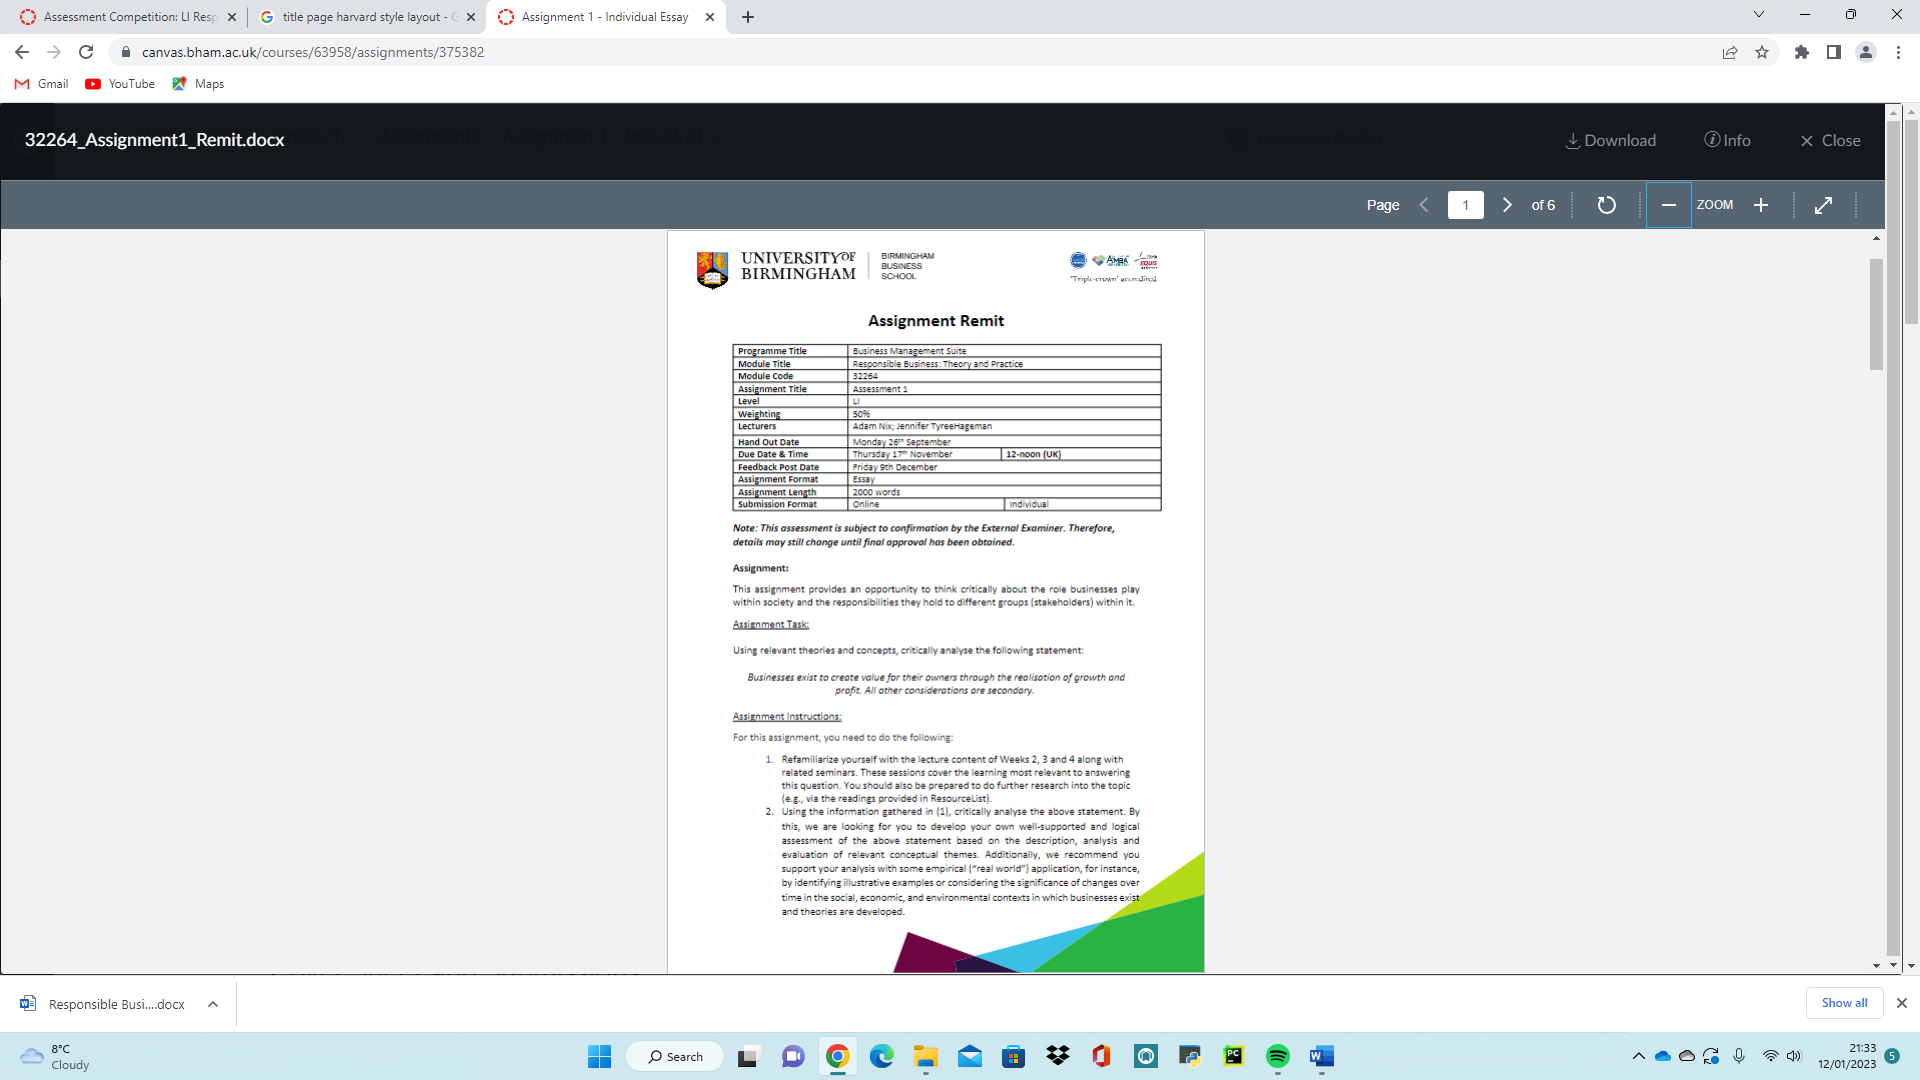 Assessment Competition: LI Resp
title page harvard style layout - G
Assignment 1 - Individual Essay
canvas.bham.ac.uk/courses/63958/assignments/375382
Gmail YouTube Maps
32264_Assignment1_Remit.docx
Download Info Close
Page 1 of 6 ZOOM
UNIVERSITY OF BIRMINGHAM
BIRMINGHAM BUSINESS SCHOOL
AMBA EQUIS
"Triple-crown" accredited
Assignment Remit
Programme Title Business Management Suite
Module Title Responsible Business: Theory and Practice
Module Code 32264
Assignment Title Assessment 1
Level LI
Weighting 50%
Lecturers Adam Nix; Jennifer TyreeHageman
Hand Out Date Monday 26th September
Due Date & Time Thursday 17th November 12-noon (UK)
Feedback Post Date Friday 9th December
Assignment Format Essay
Assignment Length 2000 words
Submission Format Online Individual
Note: This assessment is subject to confirmation by the External Examiner. Therefore,
details may still change until final approval has been obtained.
Assignment:
This assignment provides an opportunity to think critically about the role businesses play
within society and the responsibilities they hold to different groups (stakeholders) within it.
Assignment Task:
Using relevant theories and concepts, critically analyse the following statement:
Businesses exist to create value for their owners through the realisation of growth and
profit. All other considerations are secondary.
Assignment Instructions:
For this assignment, you need to do the following:
1. Refamiliarize yourself with the lecture content of Weeks 2, 3 and 4 along with
related seminars. These sessions cover the learning most relevant to answering
this question. You should also be prepared to do further research into the topic
(e.g., via the readings provided in ResourceList).
2. Using the information gathered in (1), critically analyse the above statement. By
this, we are looking for you to develop your own well-supported and logical
assessment of the above statement based on the description, analysis and
evaluation of relevant conceptual themes. Additionally, we recommend you
support your analysis with some empirical ("real world") application, for instance,
by identifying illustrative examples or considering the significance of changes over
time in the social, economic, and environmental contexts in which businesses exist
and theories are developed.
Responsible Busi....docx
Show all
8°C
Cloudy
Search
PC
21:33
12/01/2023
5